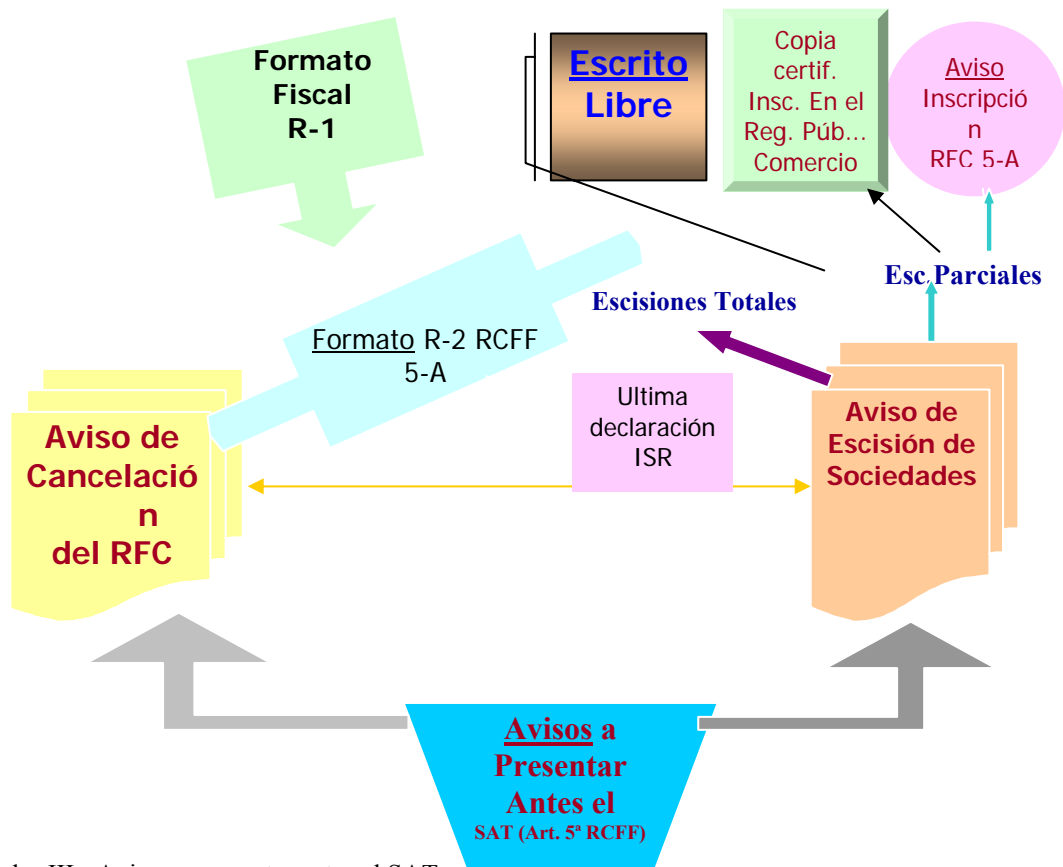 Formato
Fiscal
R-1
Escrito
Libre
Copia
certif.
Insc. En el
Reg. Púb...
Comercio
Aviso
Inscripció
n
RFC 5-A
Esc. Parciales
Escisiones Totales
Formato R-2 RCFF
5-A
Ultima
declaración
ISR
Aviso de
Cancelació
n
del RFC
Aviso de
Escisión de
Sociedades
Avisos a
Presentar
Antes el
SAT (Art. 5ª RCFF)